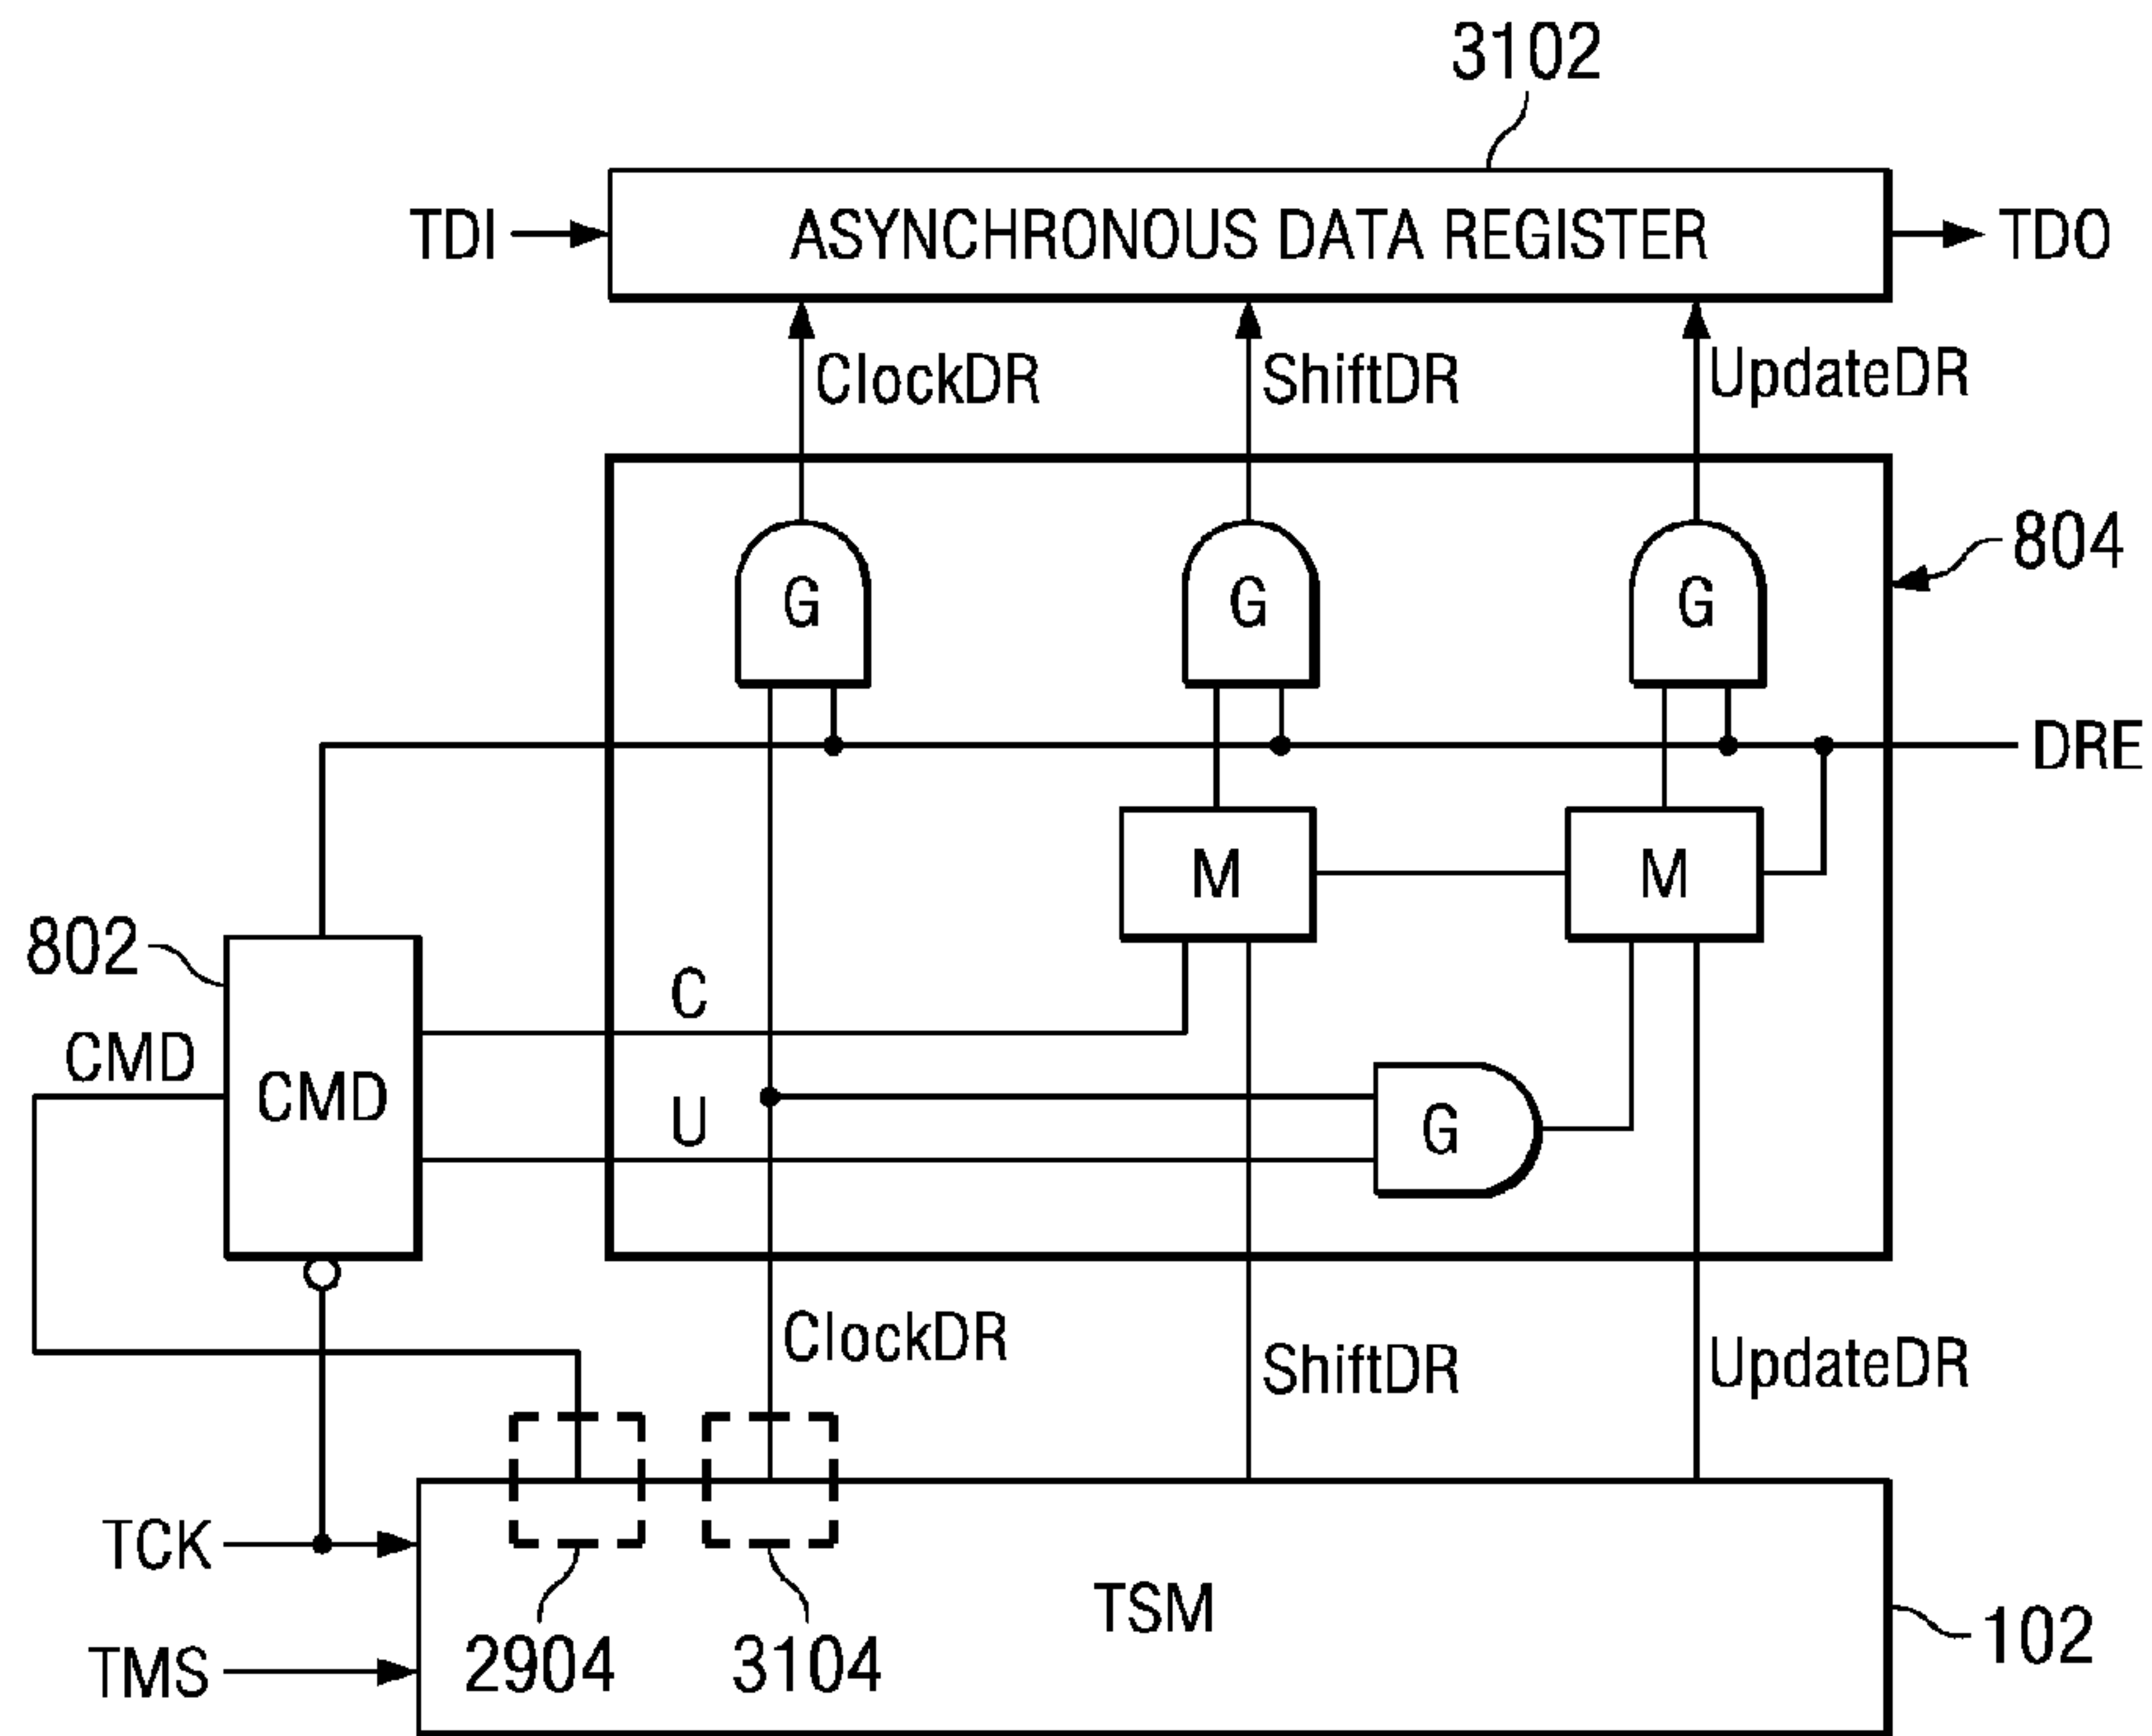 3102
TDI
ASYNCHRONOUS DATA REGISTER
TDO
ClockDR
ShiftDR
UpdateDR
G
G
G
804
DRE
M
M
802
C
CMD
CMD
U
G
ClockDR
ShiftDR
UpdateDR
TCK
TSM
102
TMS
2904
3104